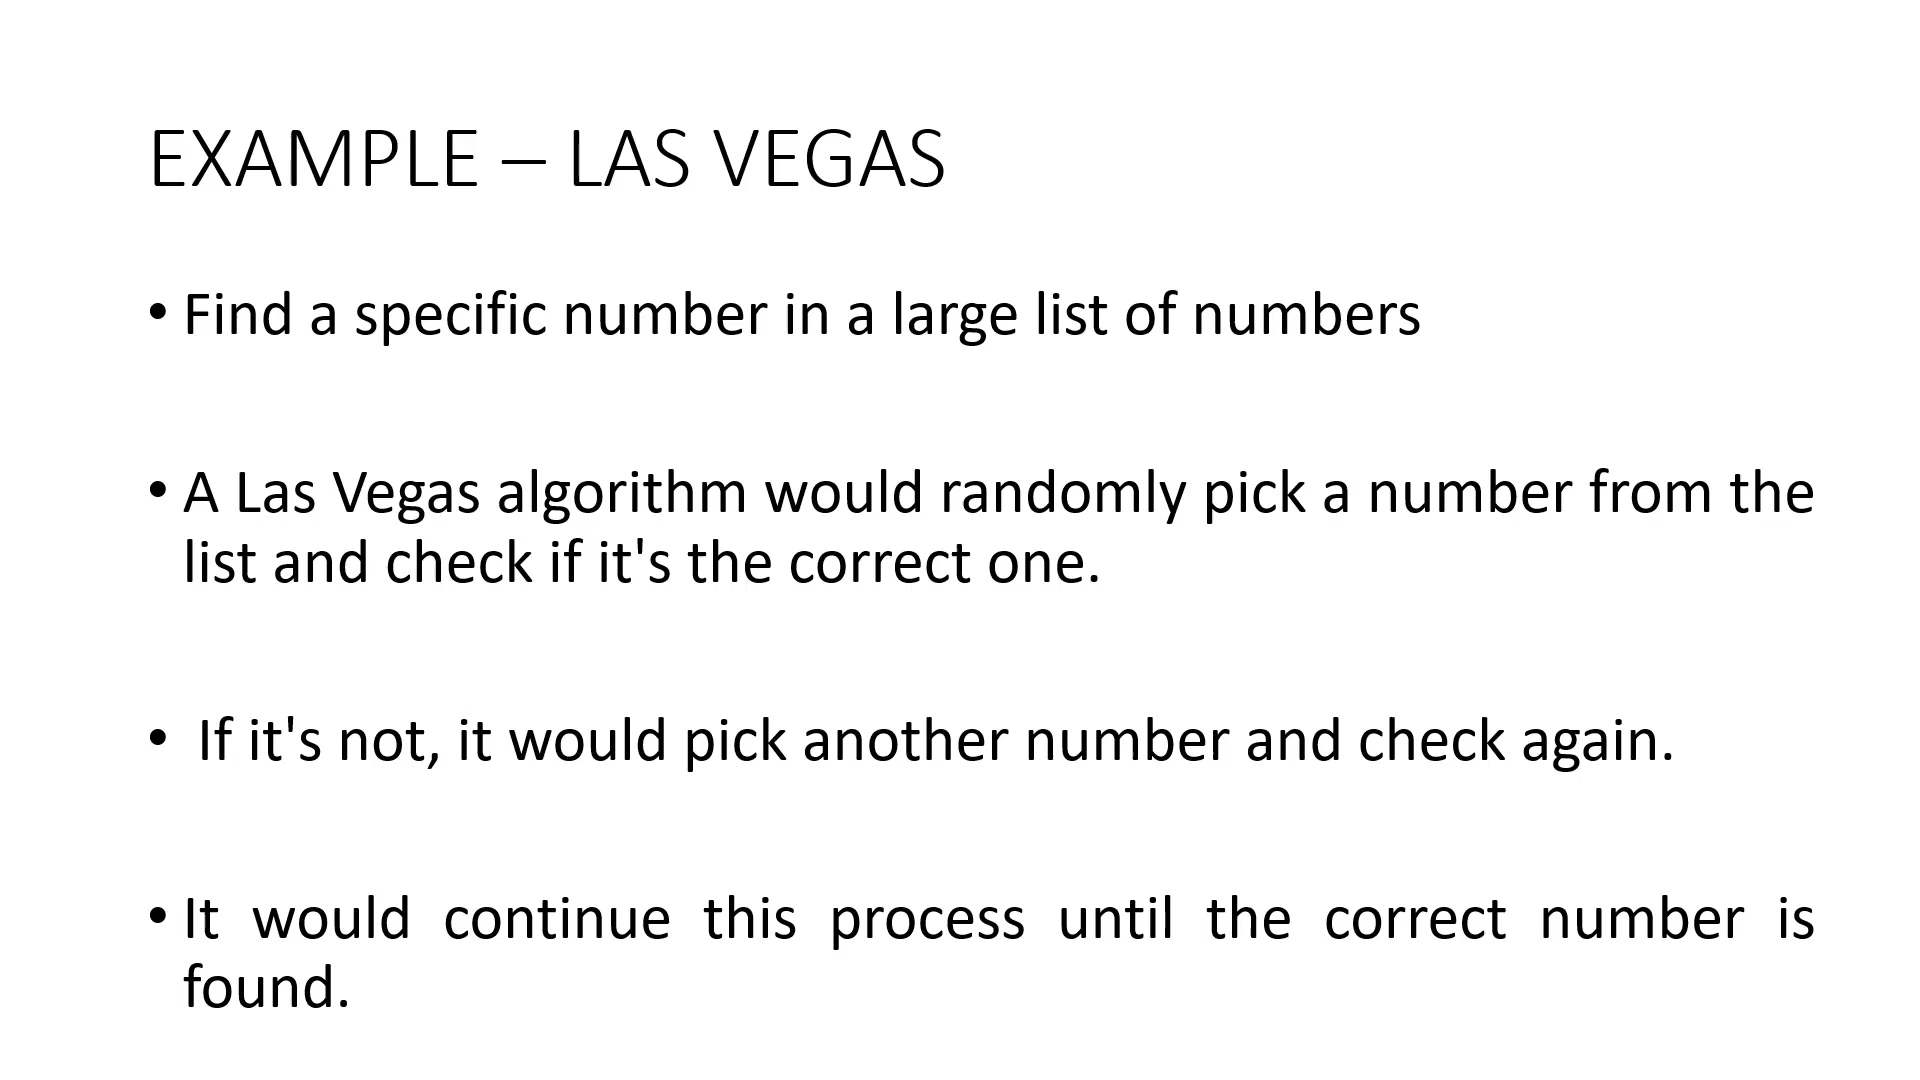 EXAMPLE – LAS VEGAS
• Find a specific number in a large list of numbers
• A Las Vegas algorithm would randomly pick a number from the
list and check if it's the correct one.
• If it's not, it would pick another number and check again.
• It would continue this process until the correct number is
found.